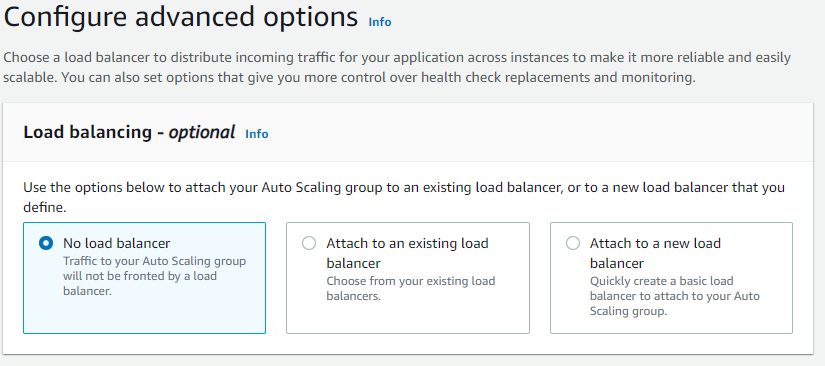 Configure advanced options Info
Choose a load balancer to distribute incoming traffic for your application across instances to make it more reliable and easily
scalable. You can also set options that give you more control over health check replacements and monitoring.
Load balancing - optional Info
Use the options below to attach your Auto Scaling group to an existing load balancer, or to a new load balancer that you
define.
No load balancer
Traffic to your Auto Scaling group
will not be fronted by a load
balancer.
Attach to an existing load
balancer
Choose from your existing load
balancers.
Attach to a new load
balancer
Quickly create a basic load
balancer to attach to your Auto
Scaling group.